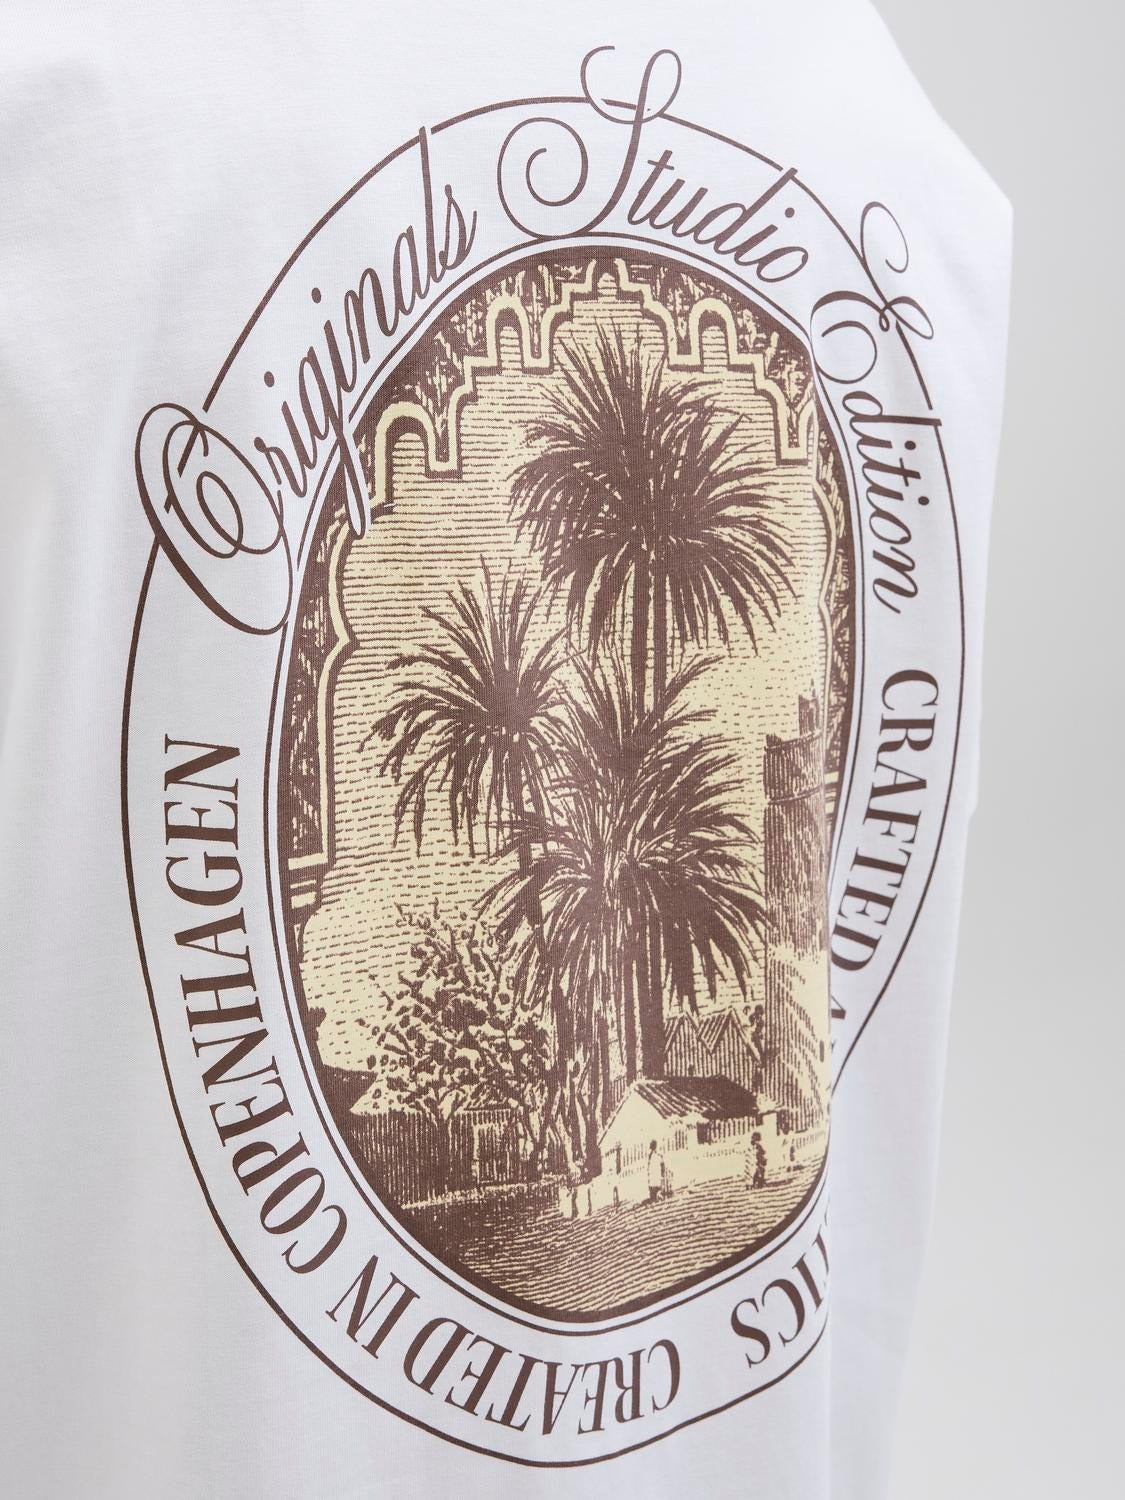 Originals Studio Edition
CRAFTED
CREATED IN COPENHAGEN